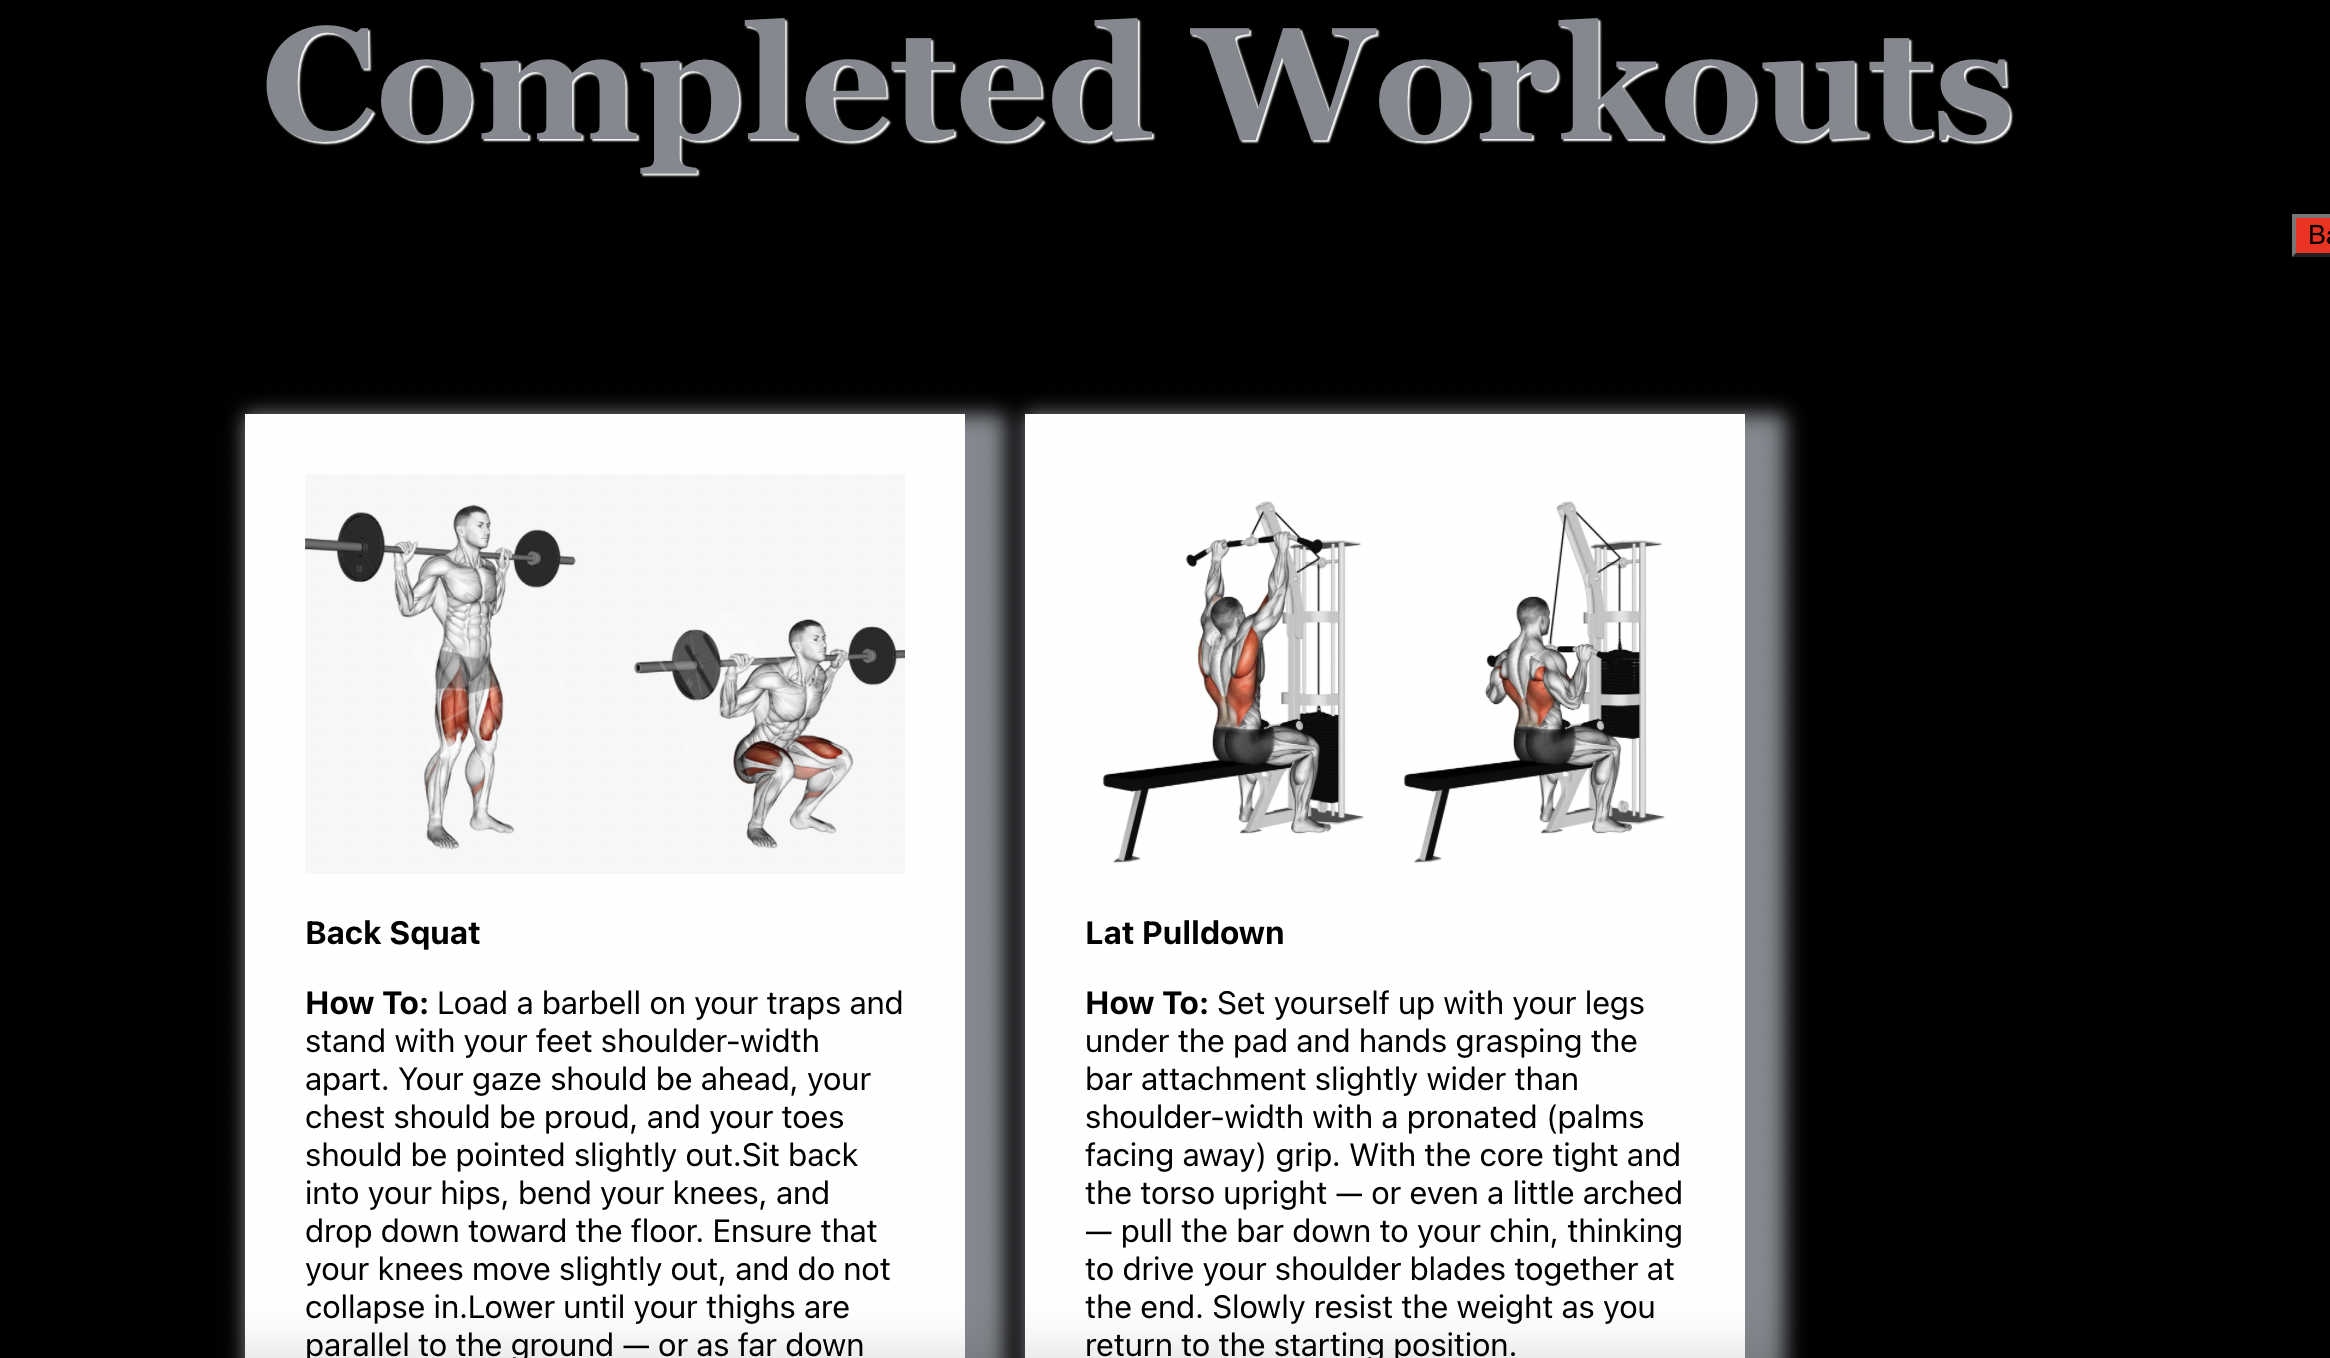 Completed Workouts
Ba
Back Squat
How To: Load a barbell on your traps and
stand with your feet shoulder-width
apart. Your gaze should be ahead, your
chest should be proud, and your toes
should be pointed slightly out.Sit back
into your hips, bend your knees, and
drop down toward the floor. Ensure that
your knees move slightly out, and do not
collapse in.Lower until your thighs are
parallel to the ground — or as far down
Lat Pulldown
How To: Set yourself up with your legs
under the pad and hands grasping the
bar attachment slightly wider than
shoulder-width with a pronated (palms
facing away) grip. With the core tight and
the torso upright — or even a little arched
— pull the bar down to your chin, thinking
to drive your shoulder blades together at
the end. Slowly resist the weight as you
return to the starting position.